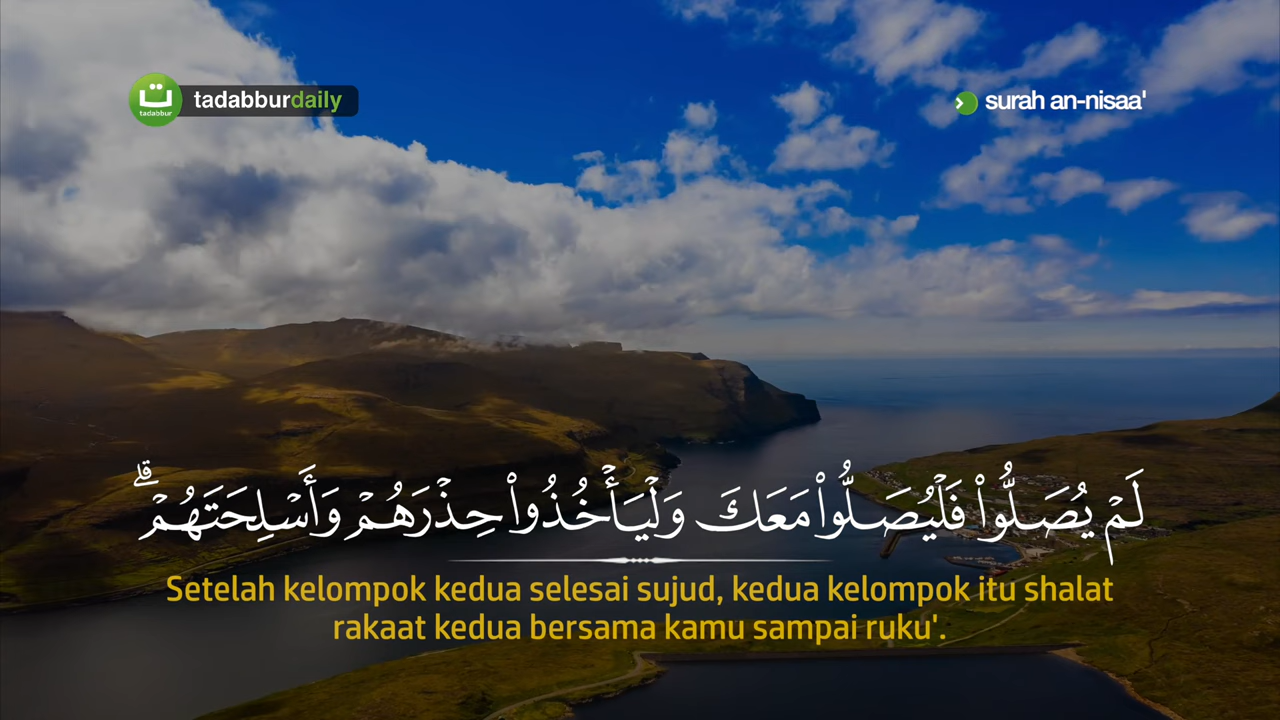 ت
tadabbur
tadabburdaily
surah an-nisaa'
لَمْ يُصَلُّوا۟ فَلْيُصَلُّوا۟ مَعَكَ وَلْيَأْخُذُوا۟ حِذْرَهُمْ وَأَسْلِحَتَهُمْ ۗ
Setelah kelompok kedua selesai sujud, kedua kelompok itu shalat
rakaat kedua bersama kamu sampai ruku'.